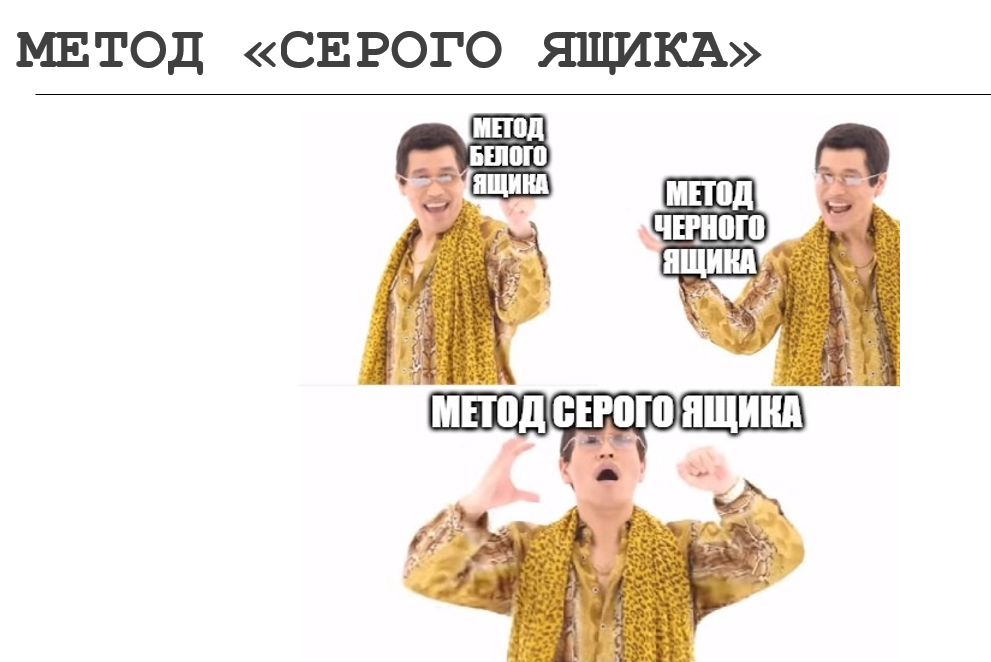 МЕТОД «СЕРОГО ЯЩИКА»
МЕТОД
БЕЛОГО
ЯЩИКА
МЕТОД
ЧЕРНОГО
ЯЩИКА
МЕТОД СЕРОГО ЯЩИКА